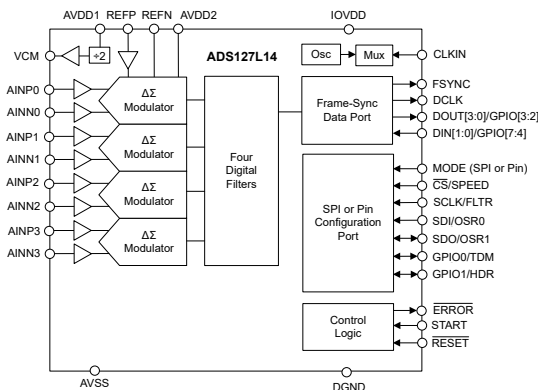 AVDD1 REFP REFN AVDD2 IOVDD
VCM
÷2
ADS127L14
Osc
Mux
CLKIN
AINP0
AINN0
AINP1
AINN1
AINP2
AINN2
AINP3
AINN3
ΔΣ
Modulator
ΔΣ
Modulator
ΔΣ
Modulator
ΔΣ
Modulator
Four
Digital
Filters
Frame-Sync
Data Port
FSYNC
DCLK
DOUT[3:0]/GPIO[3:2]
DIN[1:0]/GPIO[7:4]
SPI or Pin
Configuration
Port
MODE (SPI or Pin)
CS/SPEED
SCLK/FLTR
SDI/OSR0
SDO/OSR1
GPIO0/TDM
GPIO1/HDR
Control
Logic
ERROR
START
RESET
AVSS
DGND